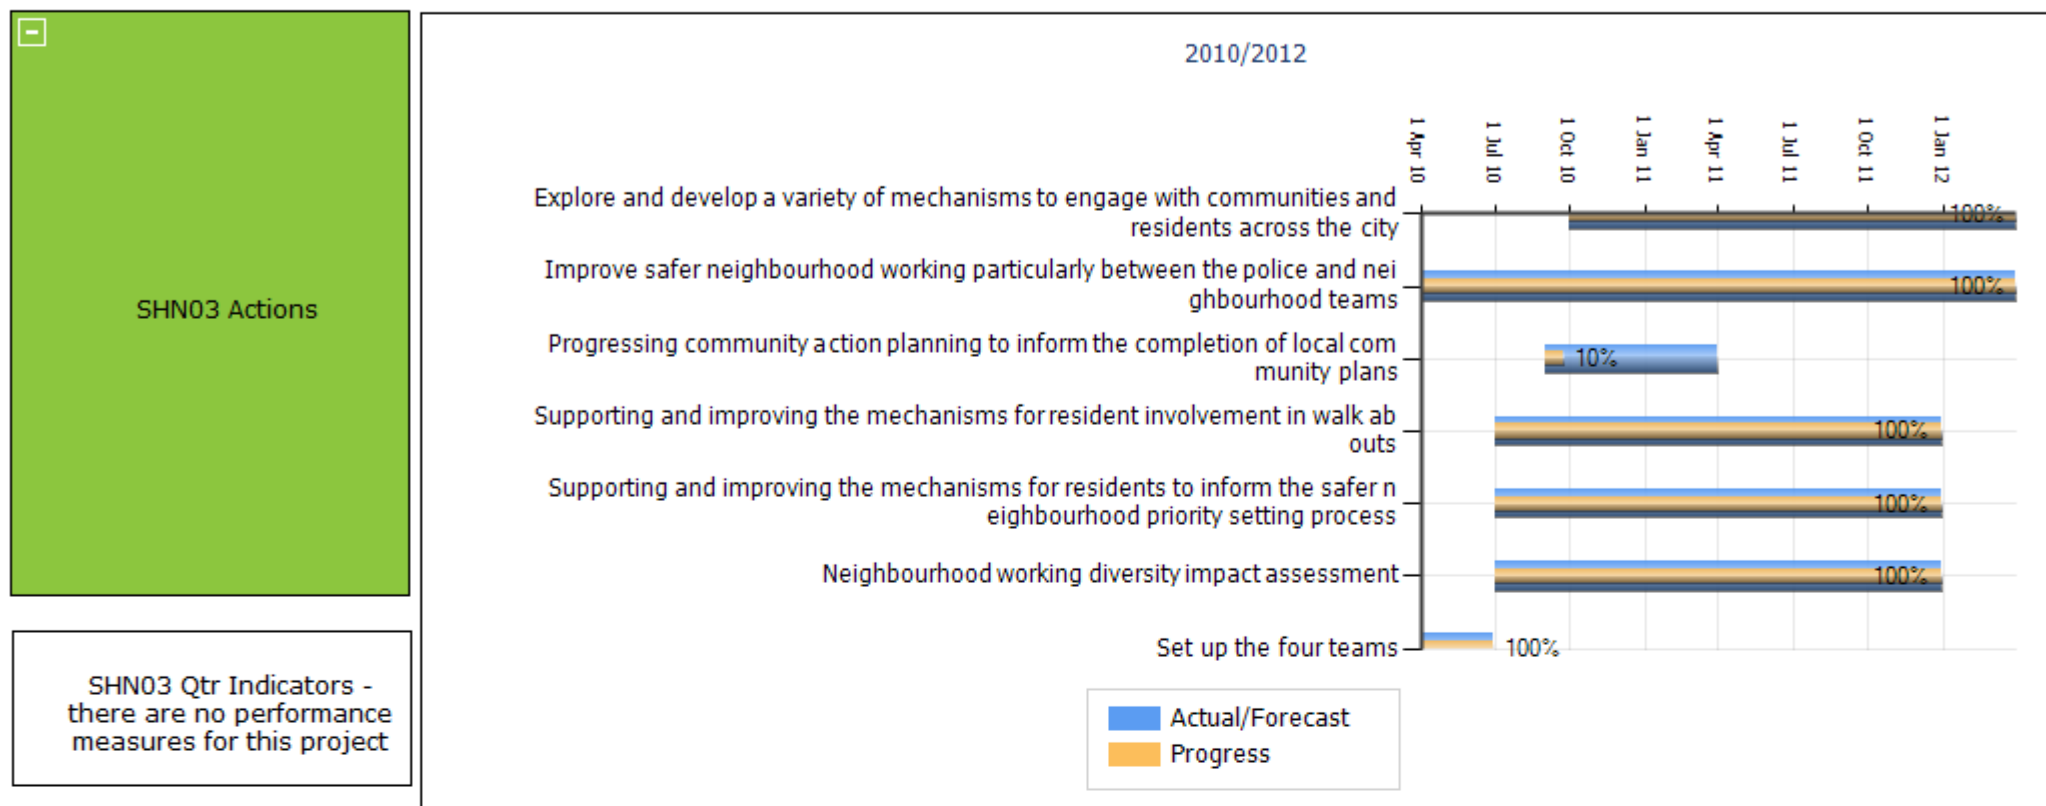 SHN03 Actions
SHN03 Qtr Indicators -
there are no performance
measures for this project
2010/2012
1 Apr 10
1 Jul 10
1 Oct 10
1 Jan 11
1 Apr 11
1 Jul 11
1 Oct 11
1 Jan 12
Explore and develop a variety of mechanisms to engage with communities and
residents across the city
100%
Improve safer neighbourhood working particularly between the police and nei
ghbourhood teams
100%
Progressing community action planning to inform the completion of local com
munity plans
10%
Supporting and improving the mechanisms for resident involvement in walk ab
outs
100%
Supporting and improving the mechanisms for residents to inform the safer n
eighbourhood priority setting process
100%
Neighbourhood working diversity impact assessment
100%
Set up the four teams
100%
Actual/Forecast
Progress